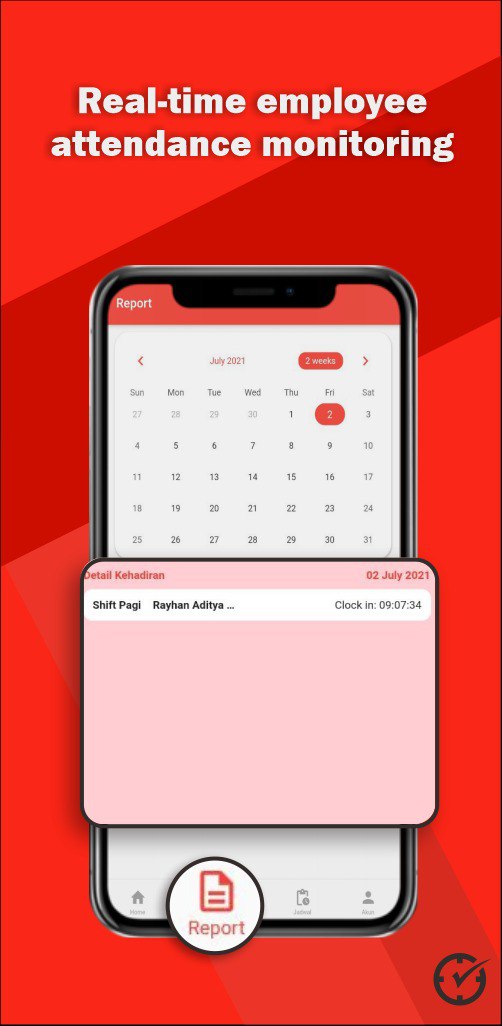 Real-time employee
attendance monitoring
Report
July 2021 2 weeks
Sun Mon Tue Wed Thu Fri Sat
27 28 29 30 1 2 3
4 5 6 7 8 9 10
11 12 13 14 15 16 17
18 19 20 21 22 23 24
25 26 27 28 29 30 31
Detail Kehadiran 02 July 2021
Shift Pagi Rayhan Aditya ... Clock in: 09:07:34
Home Report Jadwal Akun